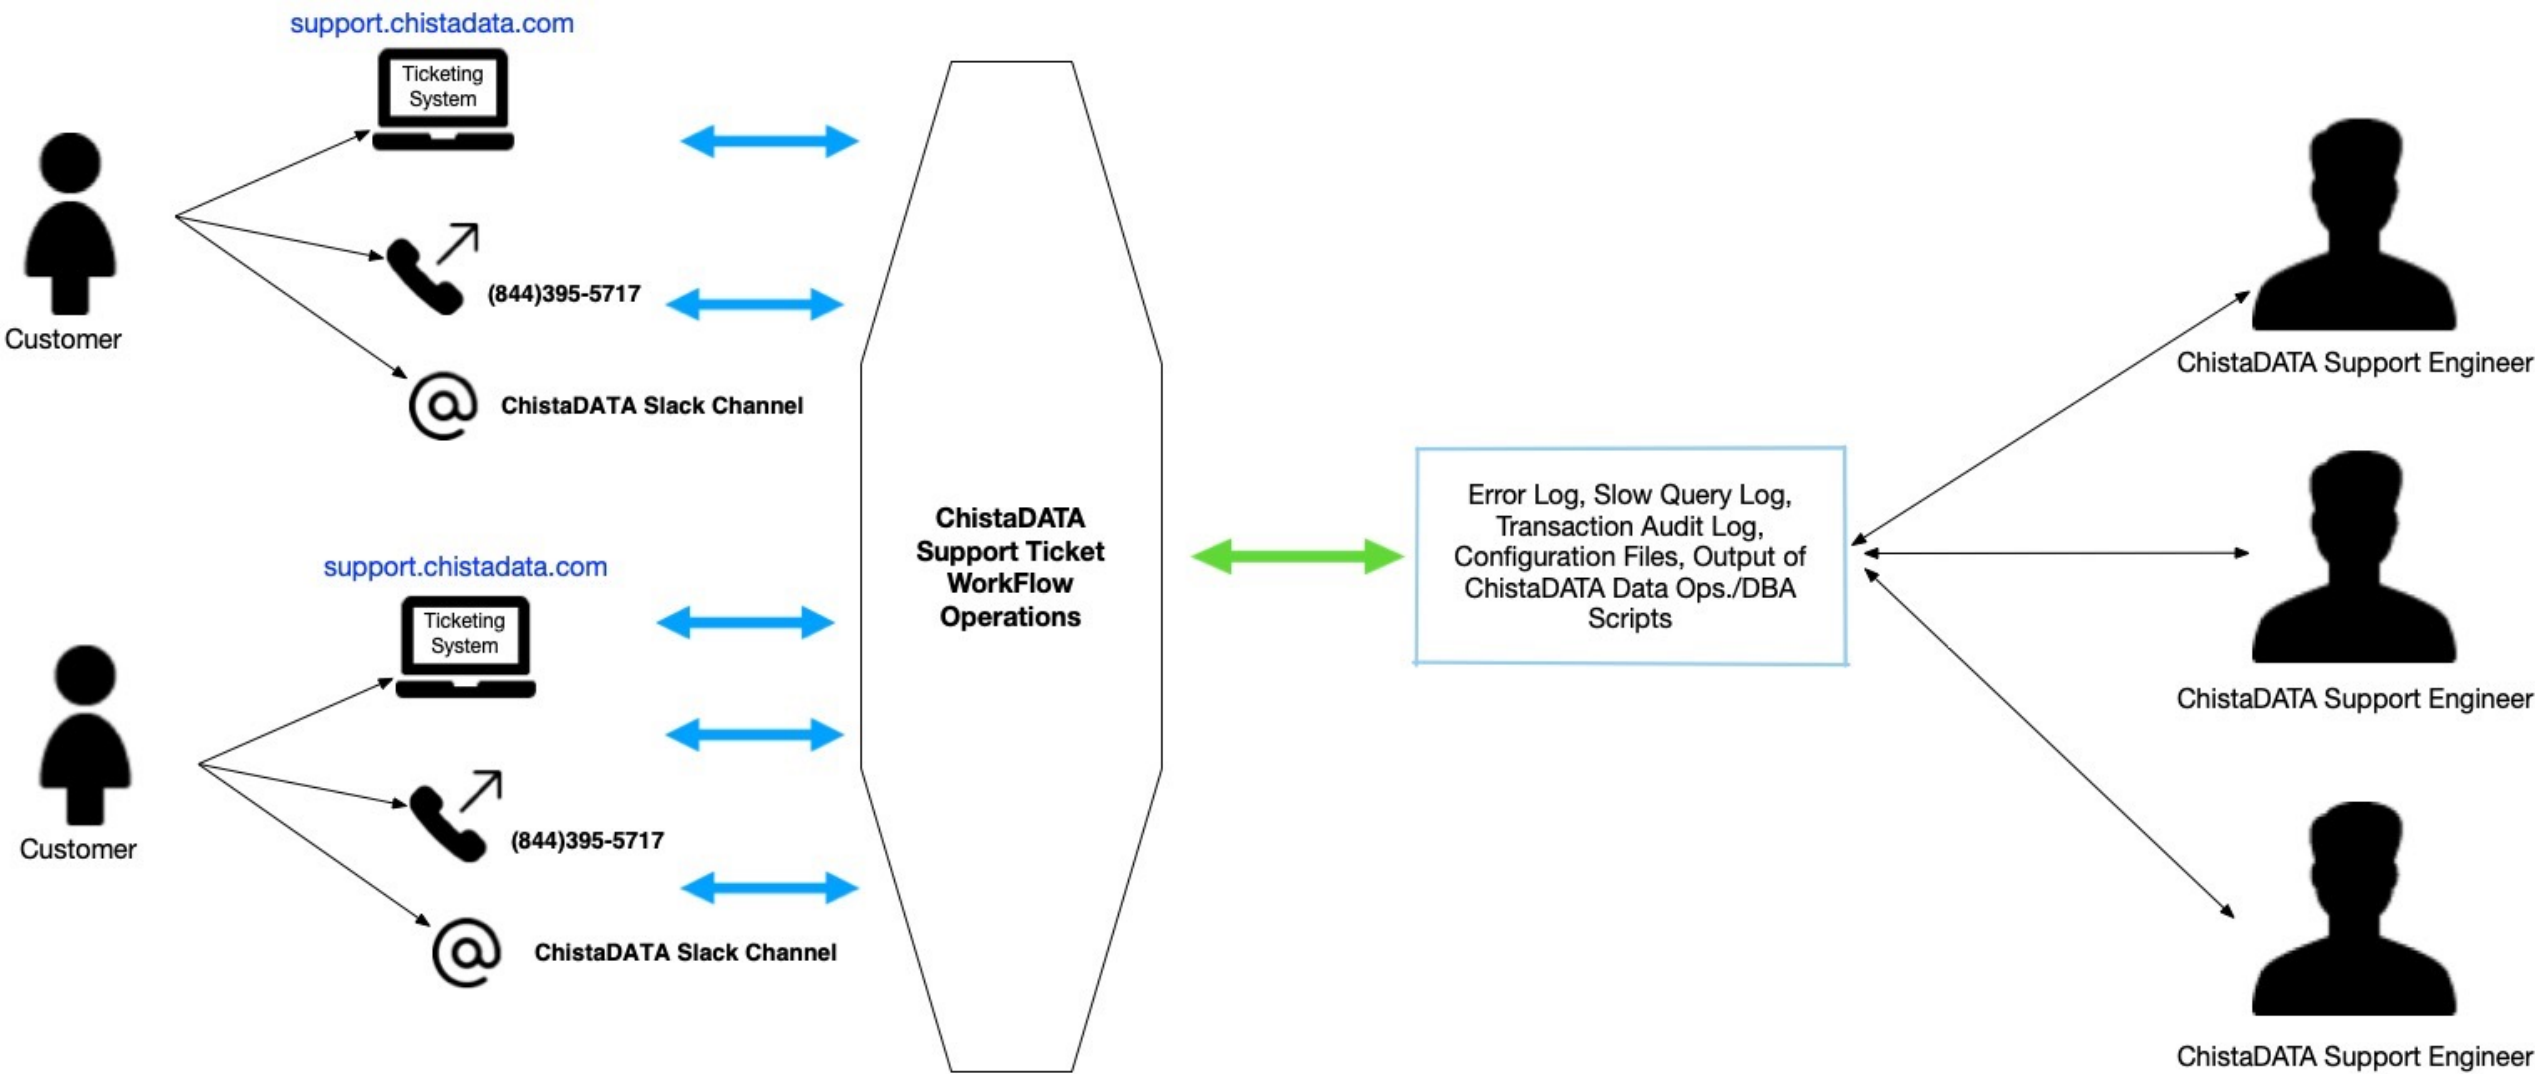 support.chistadata.com
Ticketing
System
(844)395-5717
Customer
ChistaDATA Slack Channel
support.chistadata.com
Ticketing
System
(844)395-5717
Customer
ChistaDATA Slack Channel
ChistaDATA
Support Ticket
WorkFlow
Operations
Error Log, Slow Query Log,
Transaction Audit Log,
Configuration Files, Output of
ChistaDATA Data Ops./DBA
Scripts
ChistaDATA Support Engineer
ChistaDATA Support Engineer
ChistaDATA Support Engineer